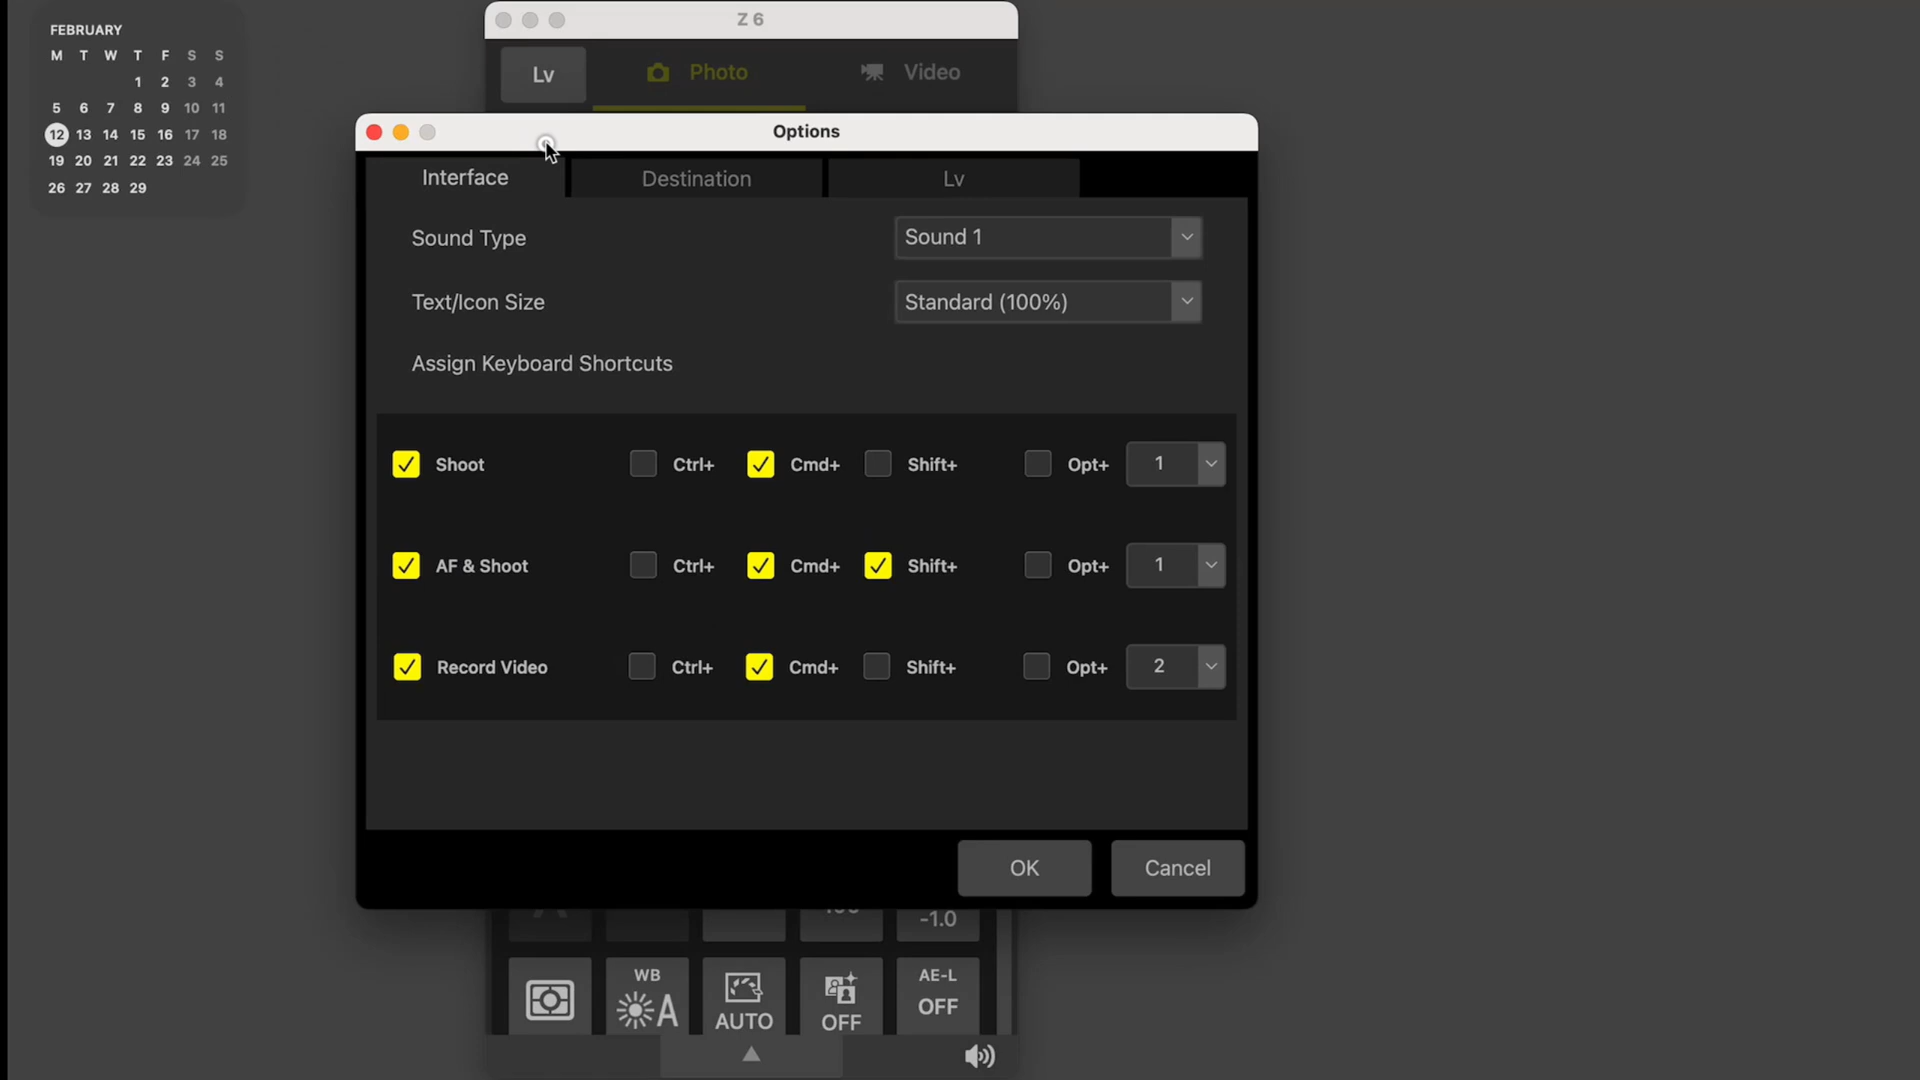 FEBRUARY
M T W T F S S
1 2 3 4
5 6 7 8 9 10 11
12 13 14 15 16 17 18
19 20 21 22 23 24 25
26 27 28 29
Z 6
Lv Photo Video
Options
Interface Destination Lv
Sound Type Sound 1
Text/Icon Size Standard (100%)
Assign Keyboard Shortcuts
Shoot Ctrl+ Cmd+ Shift+ Opt+ 1
AF & Shoot Ctrl+ Cmd+ Shift+ Opt+ 1
Record Video Ctrl+ Cmd+ Shift+ Opt+ 2
OK Cancel
-1.0
WB A AUTO OFF AE-L OFF